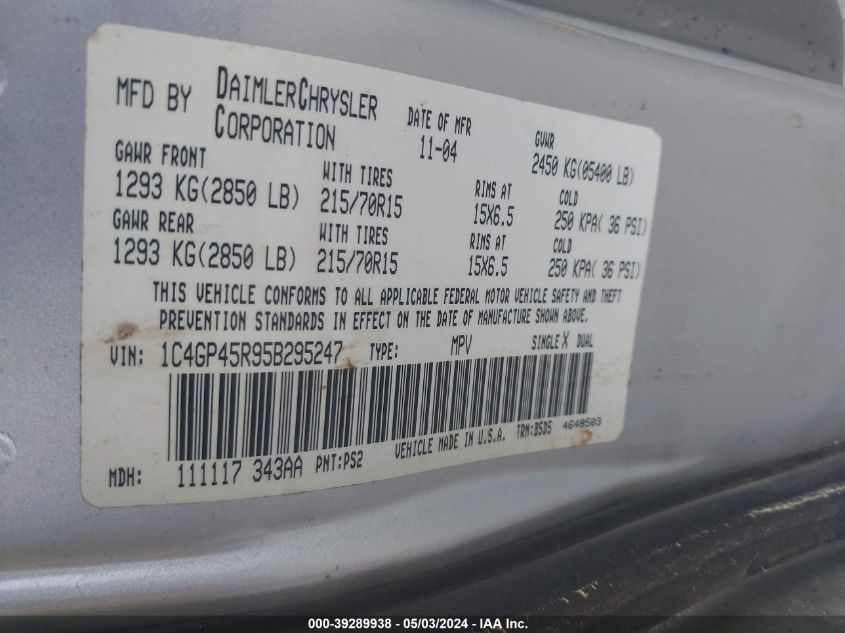 MFD BY DAIMLERCHRYSLER CORPORATION
DATE OF MFR 11-04
GVWR 2450 KG(05400 LB)
GAWR FRONT WITH TIRES RIMS AT COLD
1293 KG(2850 LB) 215/70R15 15X6.5 250 KPA( 36 PSI)
GAWR REAR WITH TIRES RIMS AT COLD
1293 KG(2850 LB) 215/70R15 15X6.5 250 KPA( 36 PSI)
THIS VEHICLE CONFORMS TO ALL APPLICABLE FEDERAL MOTOR VEHICLE SAFETY AND THEFT
PREVENTION STANDARDS IN EFFECT ON THE DATE OF MANUFACTURE SHOWN ABOVE.
VIN: 1C4GP45R95B295247 TYPE: MPV SINGLE X DUAL
MDH: 111117 343AA PNT:PS2 VEHICLE MADE IN U.S.A. TRM:BSD5 4648503
000-39289938 - 05/03/2024 - IAAI.COM